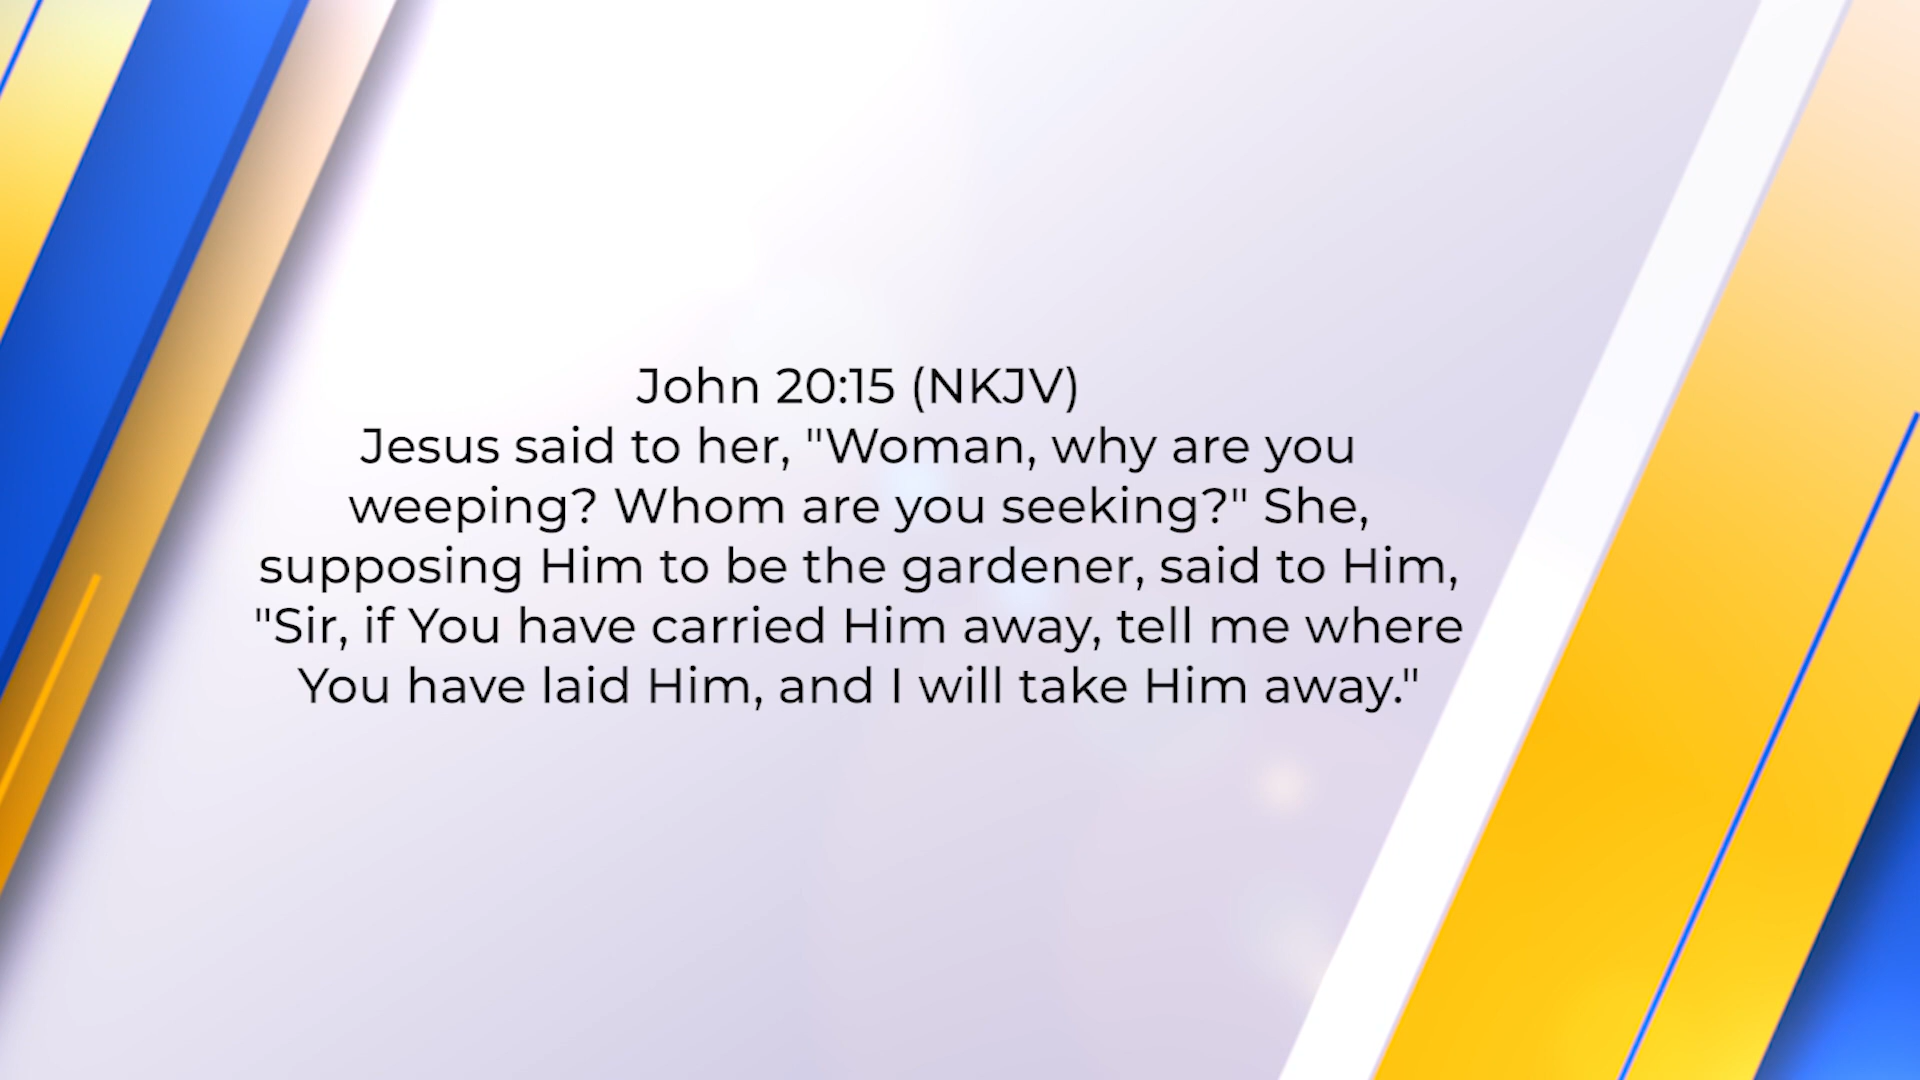 John 20:15 (NKJV)
Jesus said to her, "Woman, why are you
weeping? Whom are you seeking?" She,
supposing Him to be the gardener, said to Him,
"Sir, if You have carried Him away, tell me where
You have laid Him, and I will take Him away."